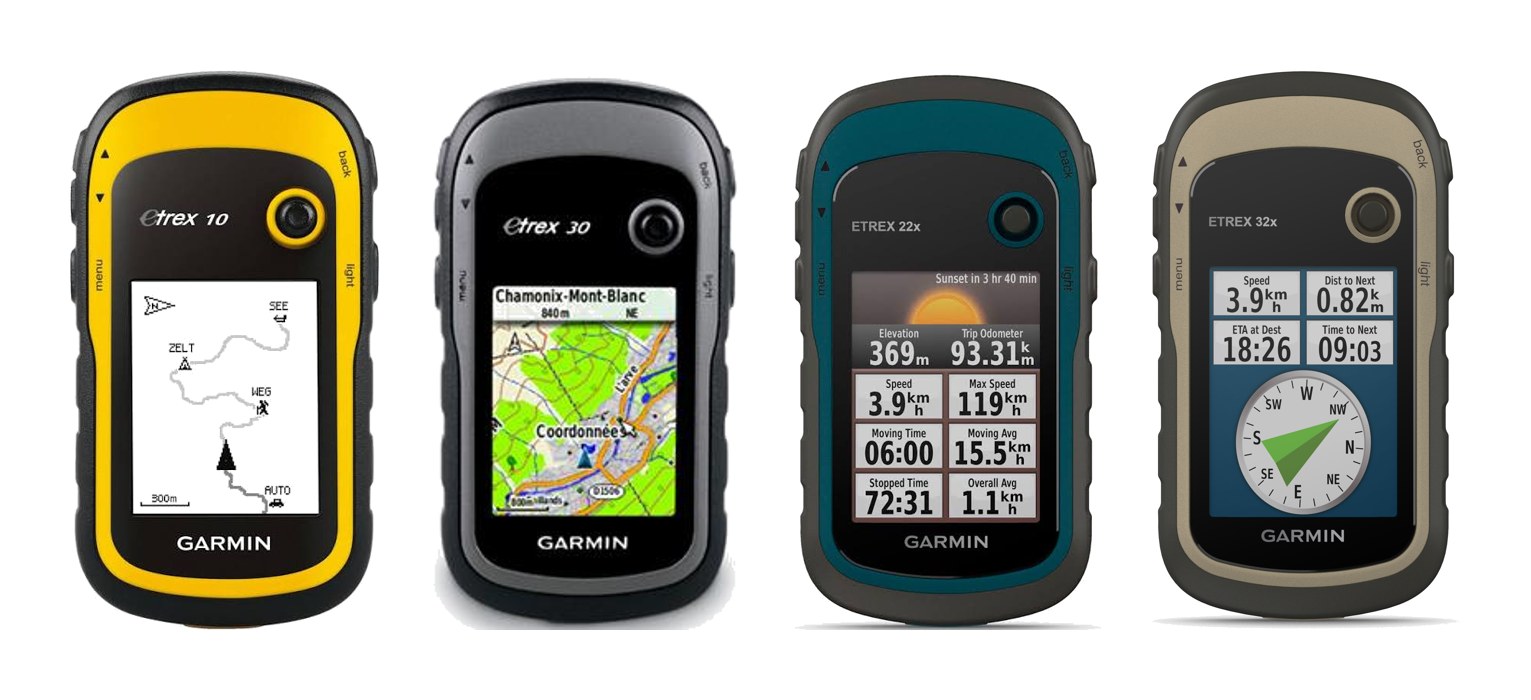 back
etrex 10
menu
light
N
SEE
ZELT
WEG
300m
AUTO
GARMIN
back
etrex 30
menu
light
Chamonix-Mont-Blanc
840m NE
L'arve
Coordonnées
D1506
800m
GARMIN
back
ETREX 22x
menu
light
Sunset in 3 hr 40 min
Elevation Trip Odometer
369m 93.31km
Speed Max Speed
3.9km/h 119km/h
Moving Time Moving Avg
06:00 15.5km/h
Stopped Time Overall Avg
72:31 1.1km/h
GARMIN
back
ETREX 32x
menu
light
Speed Dist to Next
3.9km/h 0.82km
ETA at Dest Time to Next
18:26 09:03
W
SW NW
S N
SE NE
E
GARMIN